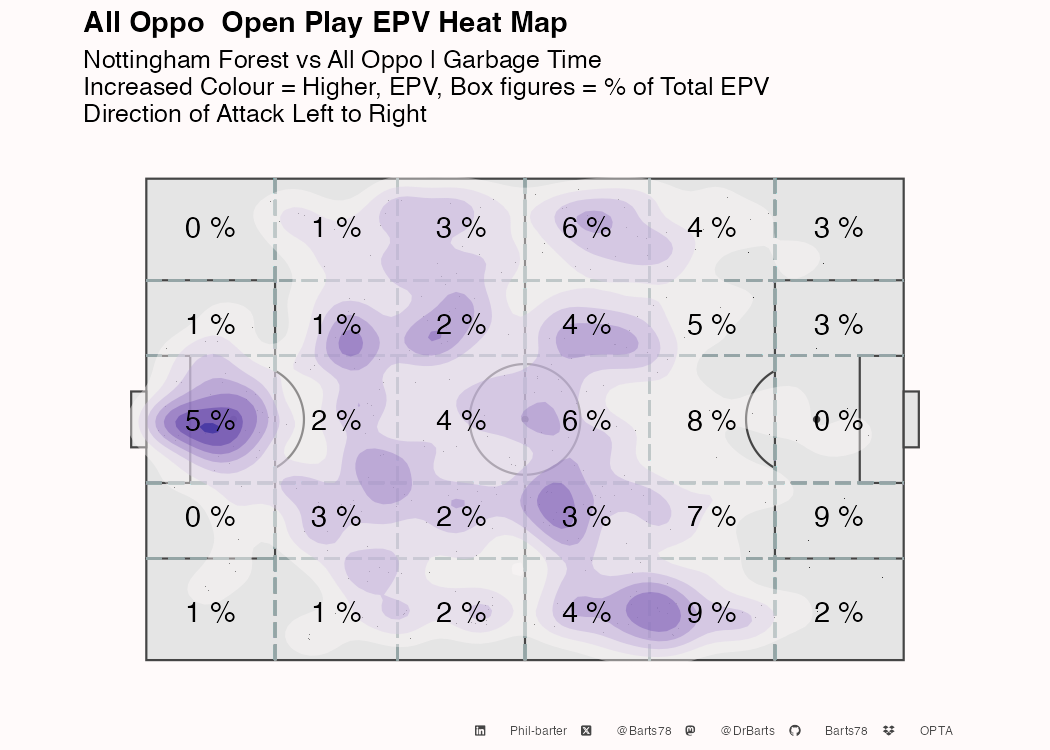 All Oppo  Open Play EPV Heat Map
Nottingham Forest vs All Oppo | Garbage Time
Increased Colour = Higher, EPV, Box figures = % of Total EPV
Direction of Attack Left to Right
0 % 1 % 3 % 6 % 4 % 3 %
1 % 1 % 2 % 4 % 5 % 3 %
5 % 2 % 4 % 6 % 8 % 0 %
0 % 3 % 2 % 3 % 7 % 9 %
1 % 1 % 2 % 4 % 9 % 2 %
Phil-barter @Barts78 @DrBarts Barts78 OPTA